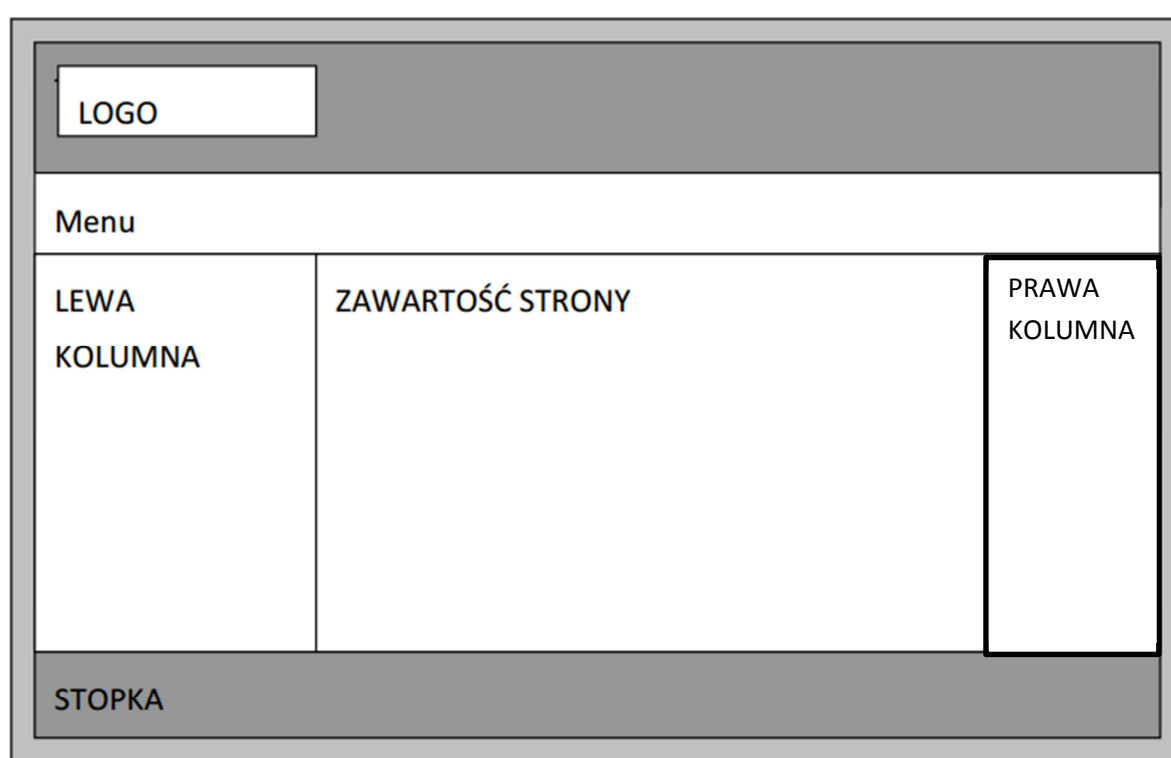 LOGO
Menu
LEWA
KOLUMNA
ZAWARTOŚĆ STRONY
PRAWA
KOLUMNA
STOPKA